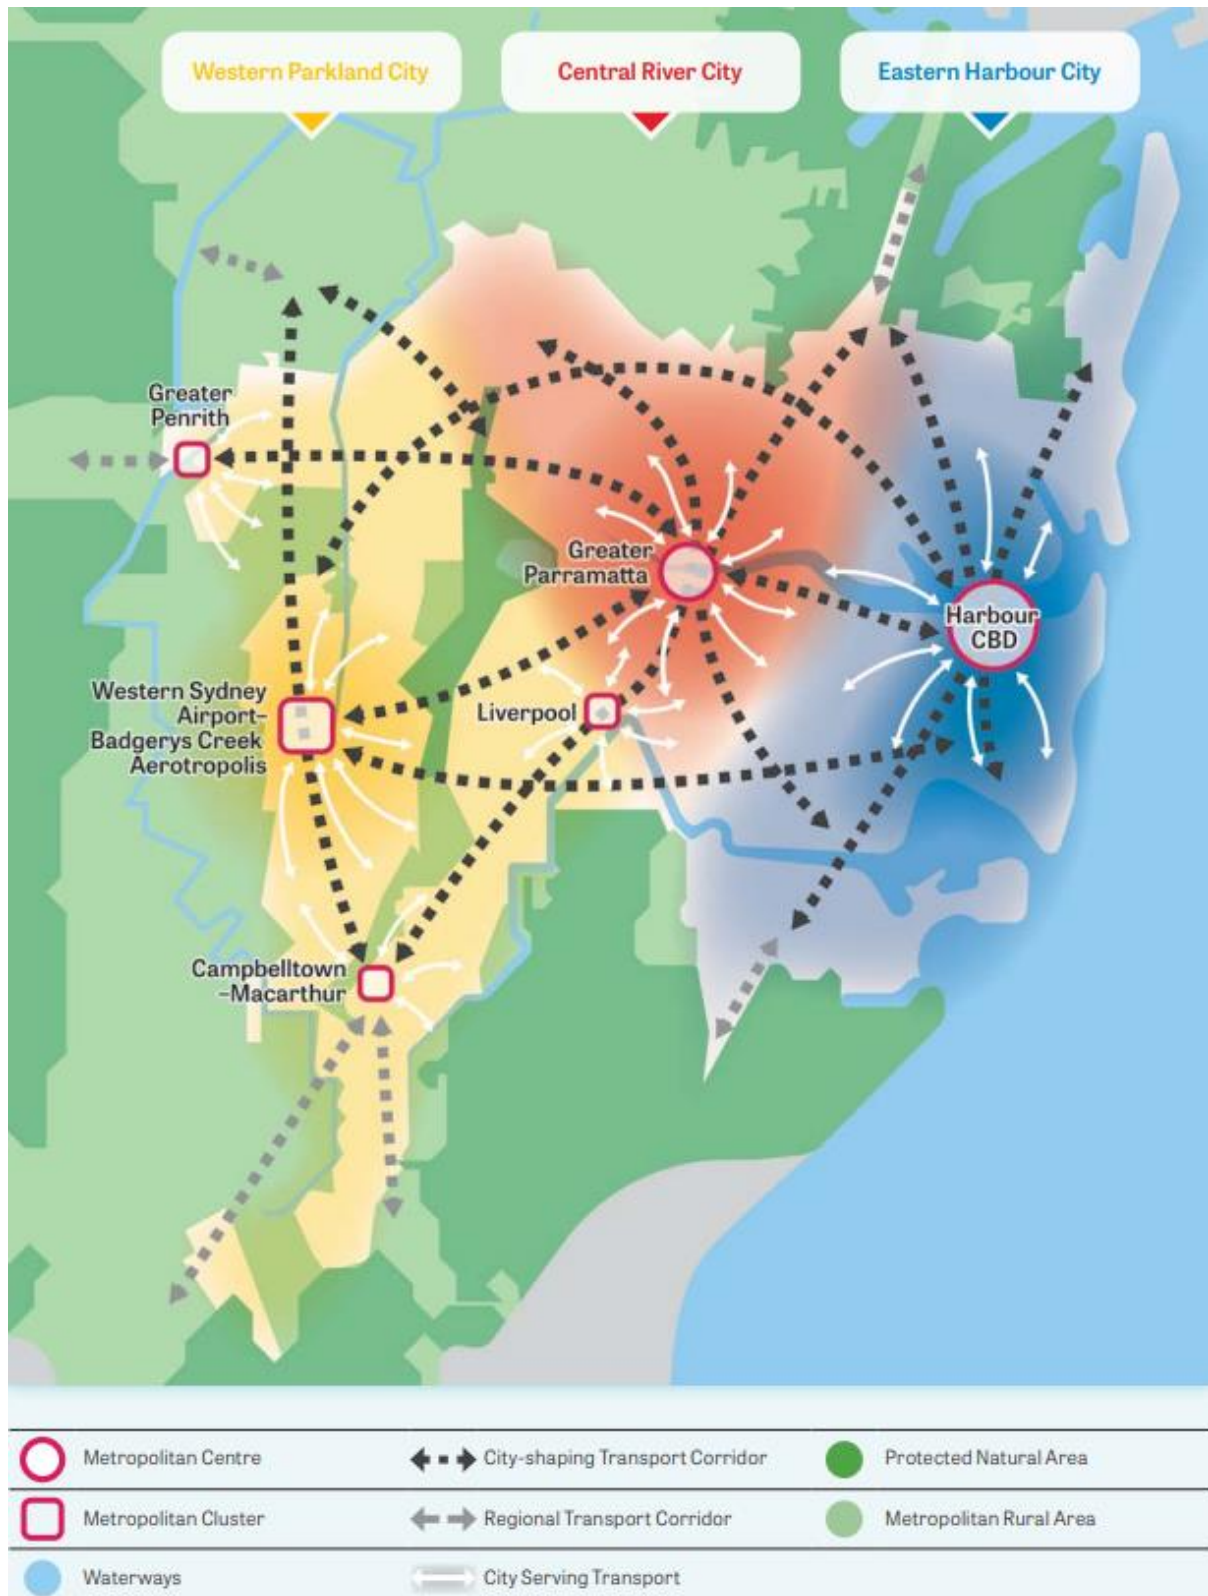 Western Parkland City
Central River City
Eastern Harbour City
Greater
Penrith
Greater
Parramatta
Harbour
CBD
Western Sydney
Airport–
Badgerys Creek
Aerotropolis
Liverpool
Campbelltown
–Macarthur
Metropolitan Centre
City-shaping Transport Corridor
Protected Natural Area
Metropolitan Cluster
Regional Transport Corridor
Metropolitan Rural Area
Waterways
City Serving Transport